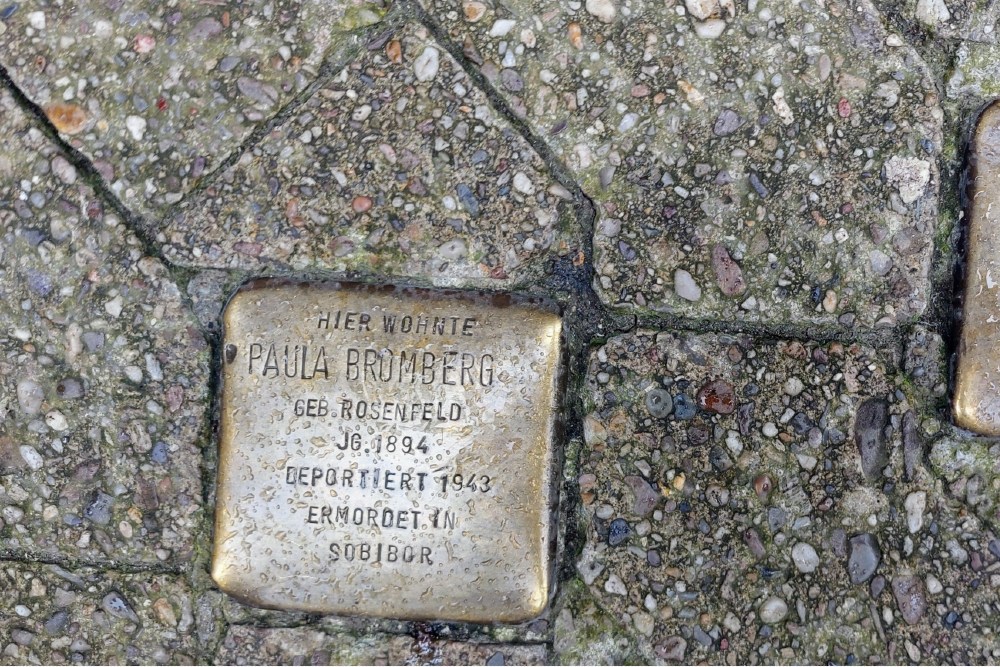 HIER WOHNTE
PAULA BROMBERG
GEB. ROSENFELD
JG. 1894
DEPORTIERT 1943
ERMORDET IN
SOBIBOR